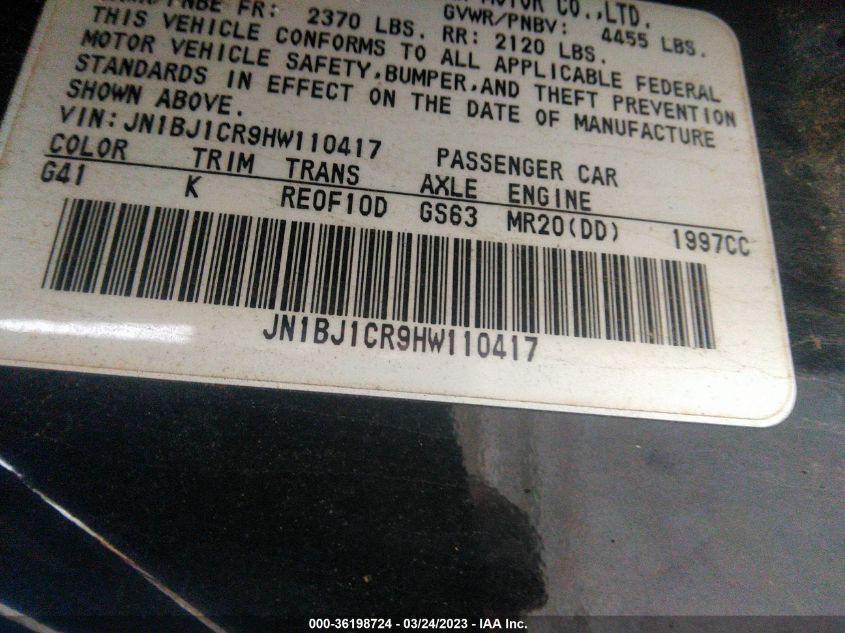 MOTOR CO.,LTD.
FR: 2370 LBS. GVWR/PNBV: 4455 LBS.
RR: 2120 LBS.
THIS VEHICLE CONFORMS TO ALL APPLICABLE FEDERAL
MOTOR VEHICLE SAFETY,BUMPER,AND THEFT PREVENTION
STANDARDS IN EFFECT ON THE DATE OF MANUFACTURE
SHOWN ABOVE.
VIN:JN1BJ1CR9HW110417 PASSENGER CAR
COLOR TRIM TRANS AXLE ENGINE
G41 K RE0F10D GS63 MR20(DD) 1997CC
JN1BJ1CR9HW110417
000-36198724 - 03/24/2023 - IAA Inc.